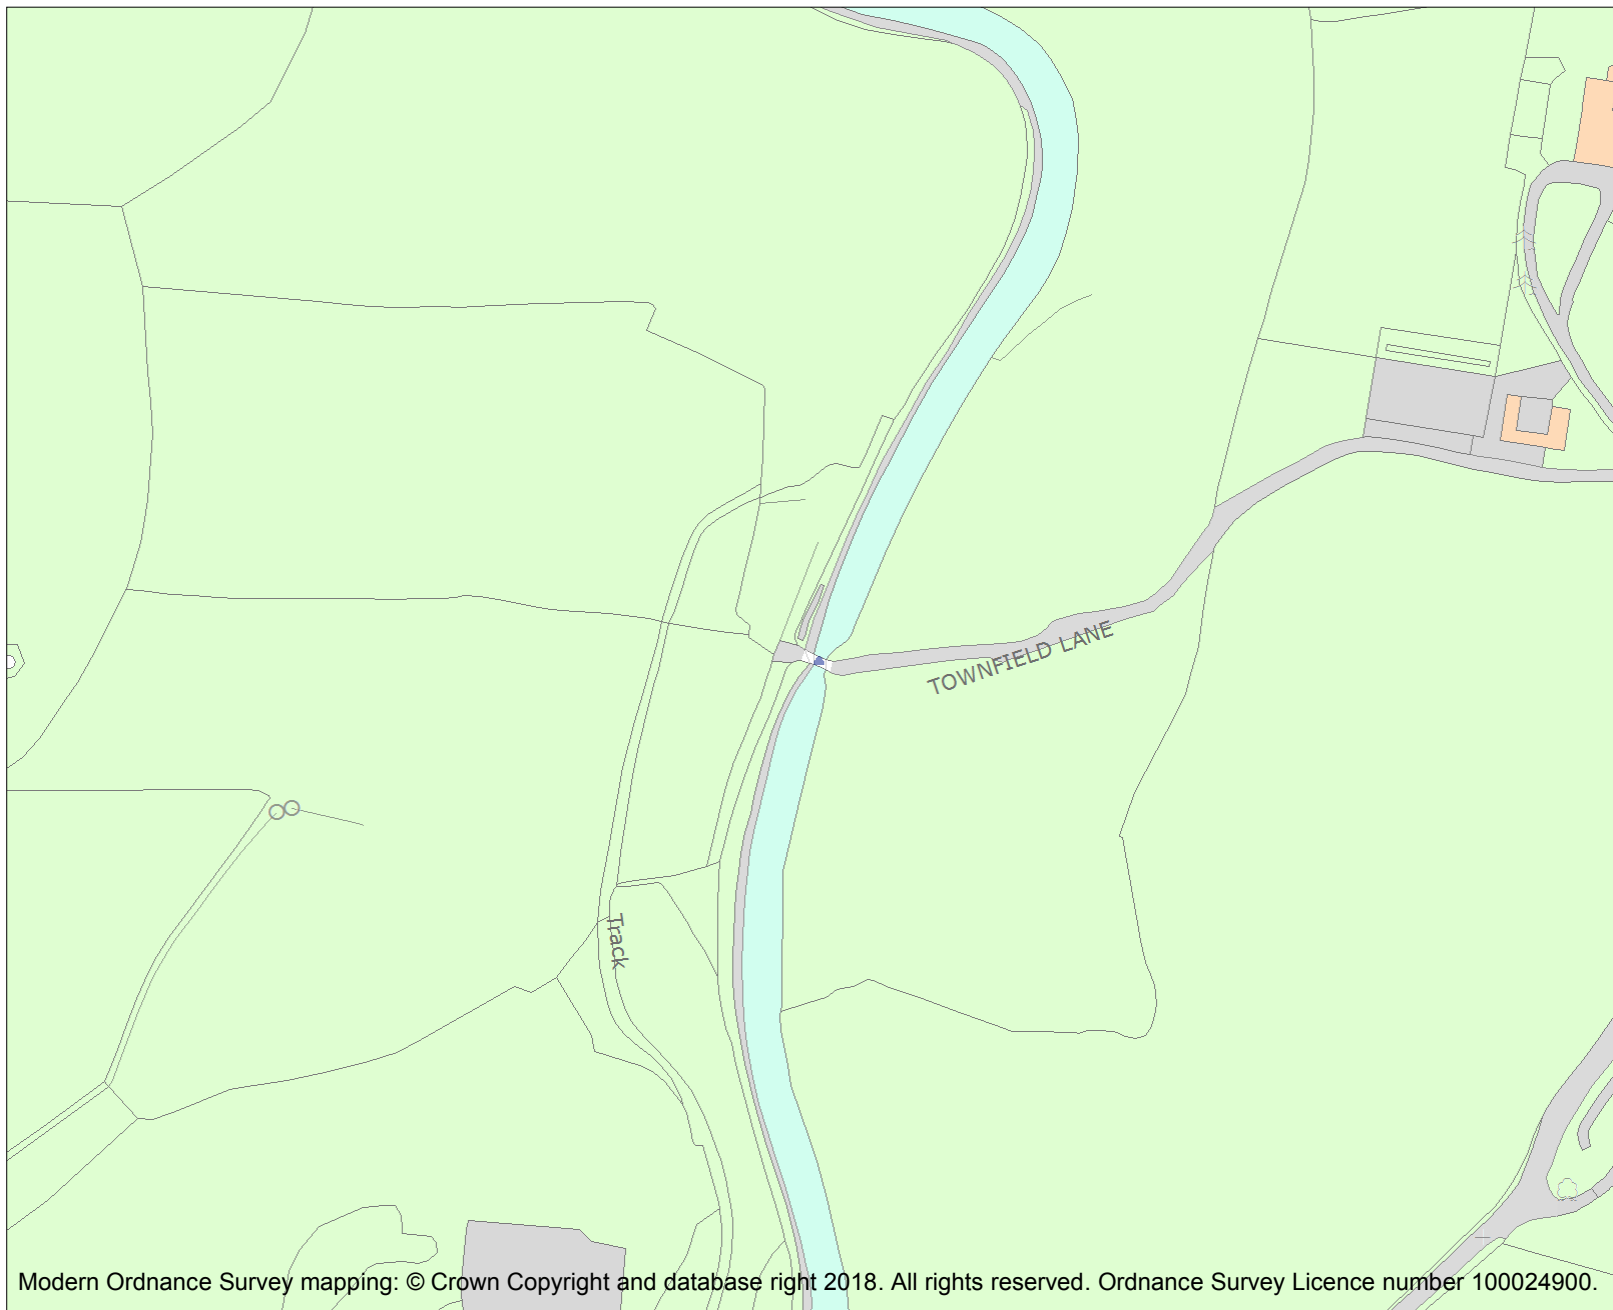 TOWNFIELD LANE
Track
Modern Ordnance Survey mapping: © Crown Copyright and database right 2018. All rights reserved. Ordnance Survey Licence number 100024900.